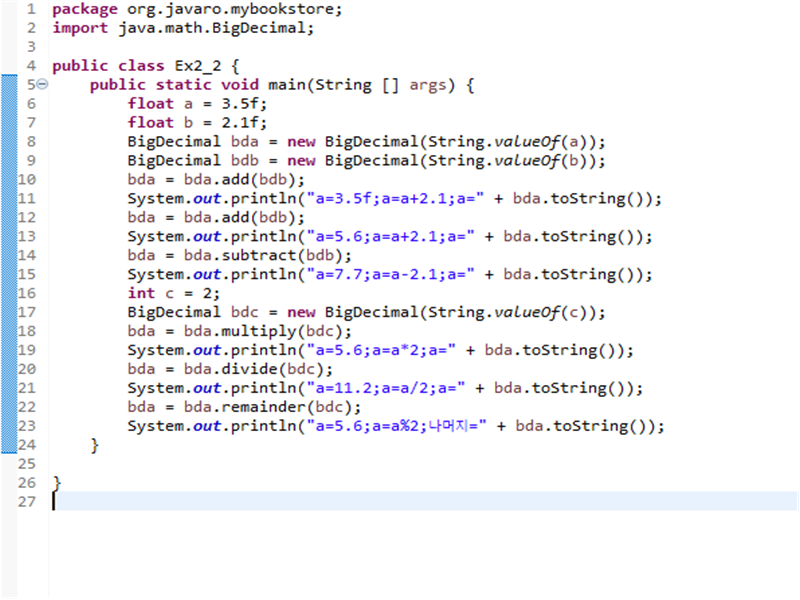 1 package org.javaro.mybookstore;
2 import java.math.BigDecimal;
3
4 public class Ex2_2 {
5 public static void main(String [] args) {
6 float a = 3.5f;
7 float b = 2.1f;
8 BigDecimal bda = new BigDecimal(String.valueOf(a));
9 BigDecimal bdb = new BigDecimal(String.valueOf(b));
10 bda = bda.add(bdb);
11 System.out.println("a=3.5f;a=a+2.1;a=" + bda.toString());
12 bda = bda.add(bdb);
13 System.out.println("a=5.6;a=a+2.1;a=" + bda.toString());
14 bda = bda.subtract(bdb);
15 System.out.println("a=7.7;a=a-2.1;a=" + bda.toString());
16 int c = 2;
17 BigDecimal bdc = new BigDecimal(String.valueOf(c));
18 bda = bda.multiply(bdc);
19 System.out.println("a=5.6;a=a*2;a=" + bda.toString());
20 bda = bda.divide(bdc);
21 System.out.println("a=11.2;a=a/2;a=" + bda.toString());
22 bda = bda.remainder(bdc);
23 System.out.println("a=5.6;a=a%2;나머지=" + bda.toString());
24 }
25
26 }
27